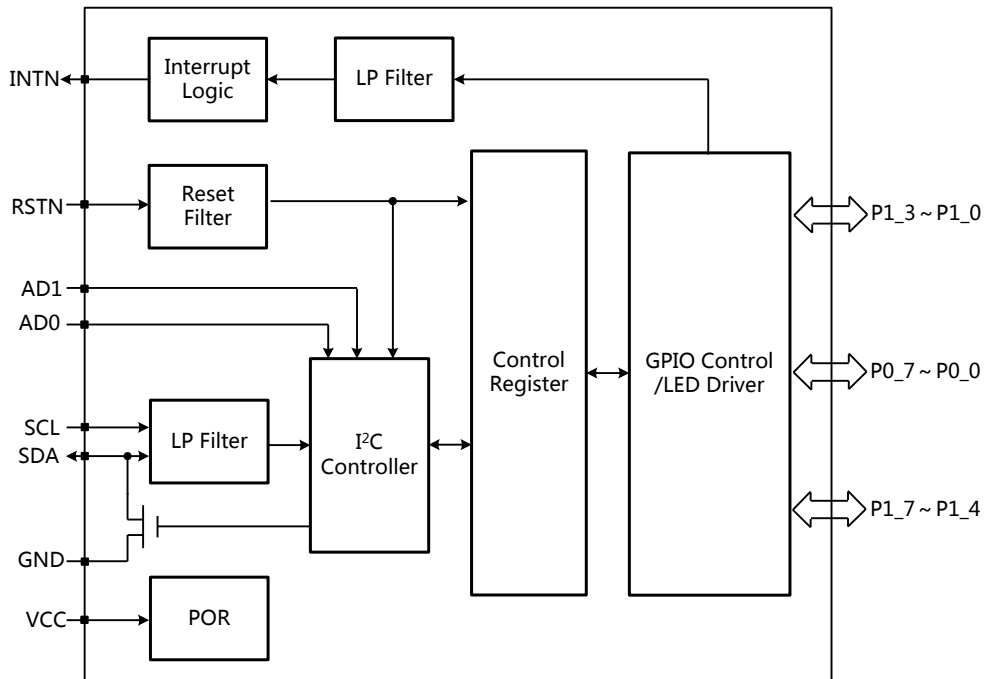 INTN
Interrupt
Logic
LP Filter
RSTN
Reset
Filter
P1_3 ~ P1_0
AD1
AD0
Control
Register
GPIO Control
/LED Driver
P0_7 ~ P0_0
SCL
SDA
LP Filter
I²C
Controller
P1_7 ~ P1_4
GND
VCC
POR